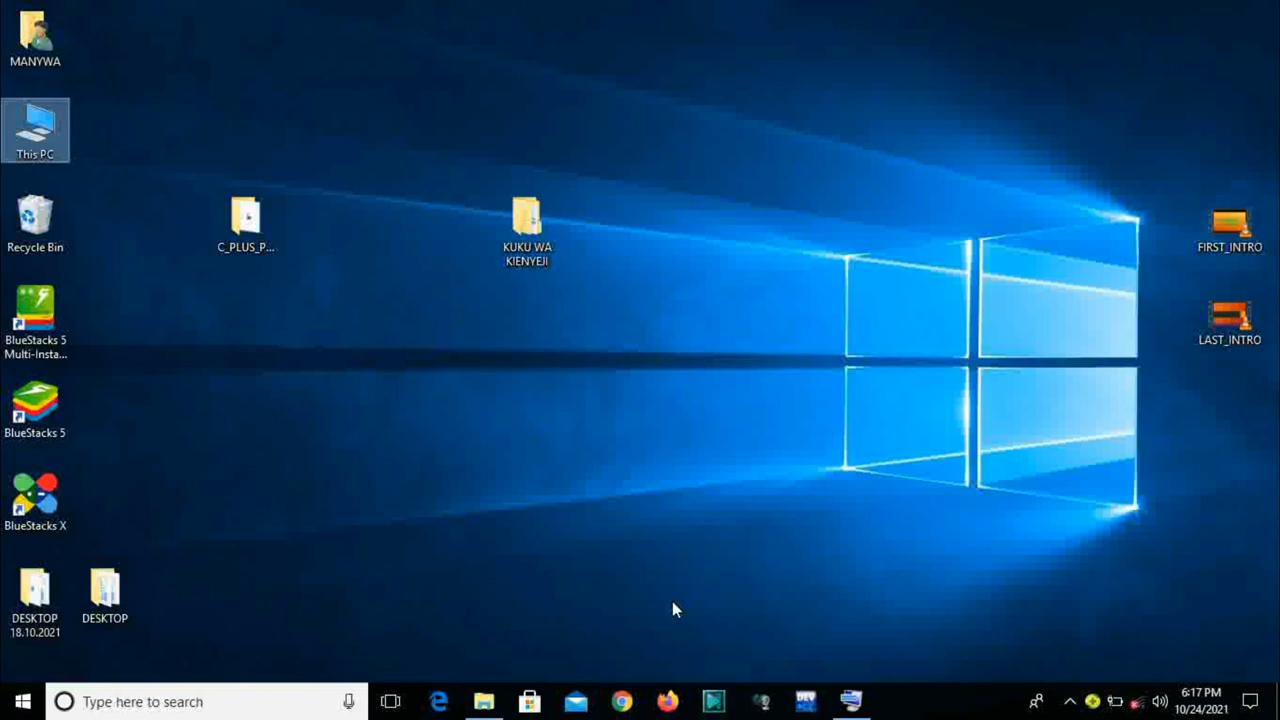 MANYWA
This PC
Recycle Bin
C_PLUS_P...
KUKU WA
KIENYEJI
FIRST_INTRO
BlueStacks 5
Multi-Insta...
LAST_INTRO
BlueStacks 5
BlueStacks X
DESKTOP
18.10.2021
DESKTOP
Type here to search
DEV
6:17 PM
10/24/2021